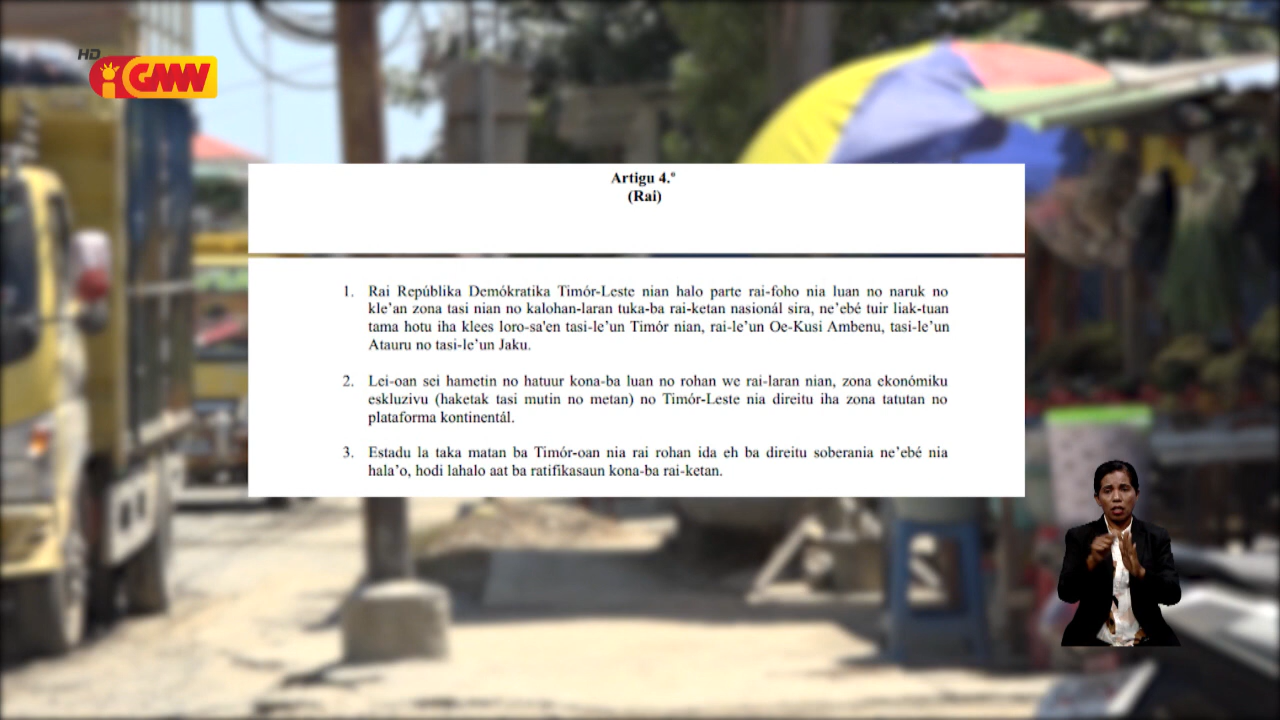 HD
GMN
Artigu 4.º
(Rai)
1. Rai Repúblika Demókratika Timór-Leste nian halo parte rai-foho nia luan no naruk no
kle’an zona tasi nian no kalohan-laran tuka-ba rai-ketan nasionál sira, ne’ebé tuir liak-tuan
tama hotu iha klees loro-sa'en tasi-le’un Timór nian, rai-le’un Oe-Kusi Ambenu, tasi-le’un
Atauru no tasi-le’un Jaku.
2. Lei-oan sei hametin no hatuur kona-ba luan no rohan we rai-laran nian, zona ekonómiku
eskluzivu (haketak tasi mutin no metan) no Timór-Leste nia direitu iha zona tatutan no
plataforma kontinentál.
3. Estadu la taka matan ba Timór-oan nia rai rohan ida eh ba direitu soberania ne’ebé nia
hala’o, hodi lahalo aat ba ratifikasaun kona-ba rai-ketan.